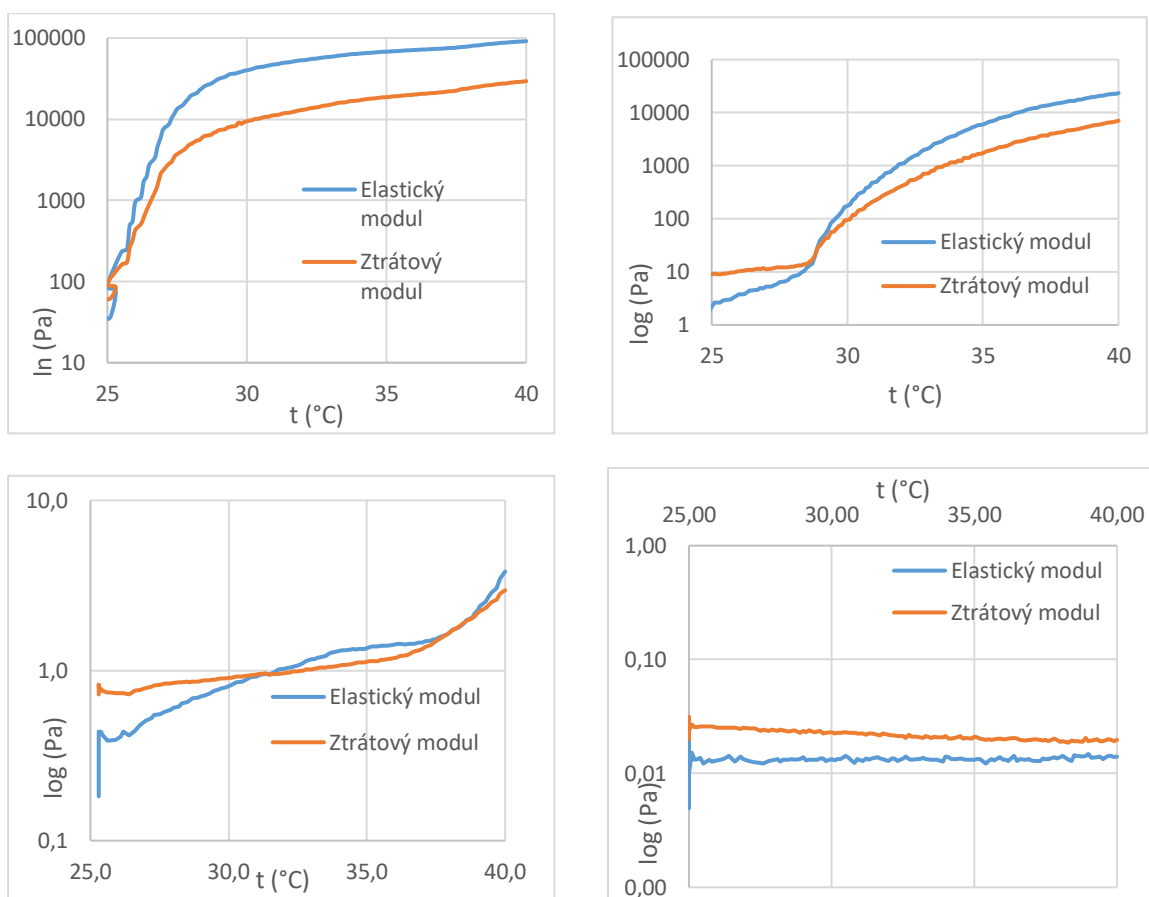 100000
10000
1000
100
10
ln (Pa)
25
30
35
40
t (°C)
Elastický
modul
Ztrátový
modul
100000
10000
1000
100
10
1
log (Pa)
25
30
35
40
t (°C)
Elastický modul
Ztrátový modul
10,0
1,0
0,1
log (Pa)
25,0
30,0
35,0
40,0
t (°C)
Elastický modul
Ztrátový modul
t (°C)
25,00
30,00
35,00
40,00
1,00
0,10
0,01
0,00
log (Pa)
Elastický modul
Ztrátový modul